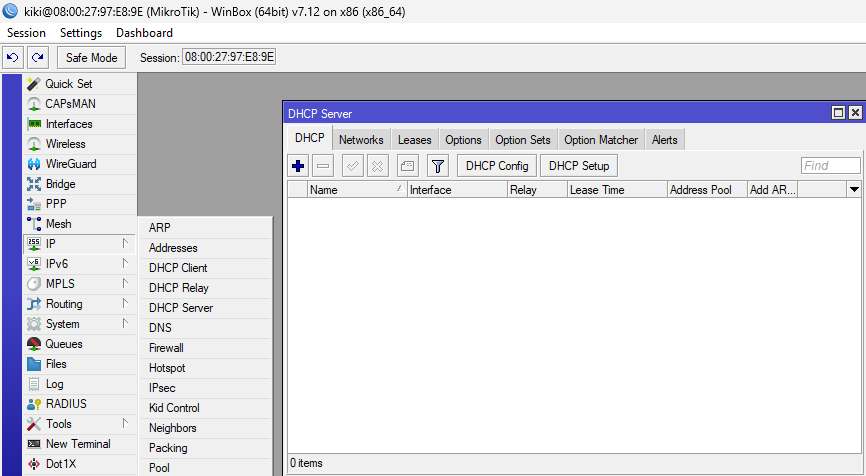 kiki@08:00:27:97:E8:9E (MikroTik) - WinBox (64bit) v7.12 on x86 (x86_64)
Session Settings Dashboard
Safe Mode Session: 08:00:27:97:E8:9E
Quick Set
CAPsMAN
Interfaces
Wireless
WireGuard
Bridge
PPP
Mesh
IP
IPv6
MPLS
Routing
System
Queues
Files
Log
RADIUS
Tools
New Terminal
Dot1X
ARP
Addresses
DHCP Client
DHCP Relay
DHCP Server
DNS
Firewall
Hotspot
IPsec
Kid Control
Neighbors
Packing
Pool
DHCP Server
DHCP Networks Leases Options Option Sets Option Matcher Alerts
DHCP Config DHCP Setup Find
Name Interface Relay Lease Time Address Pool Add AR...
0 items